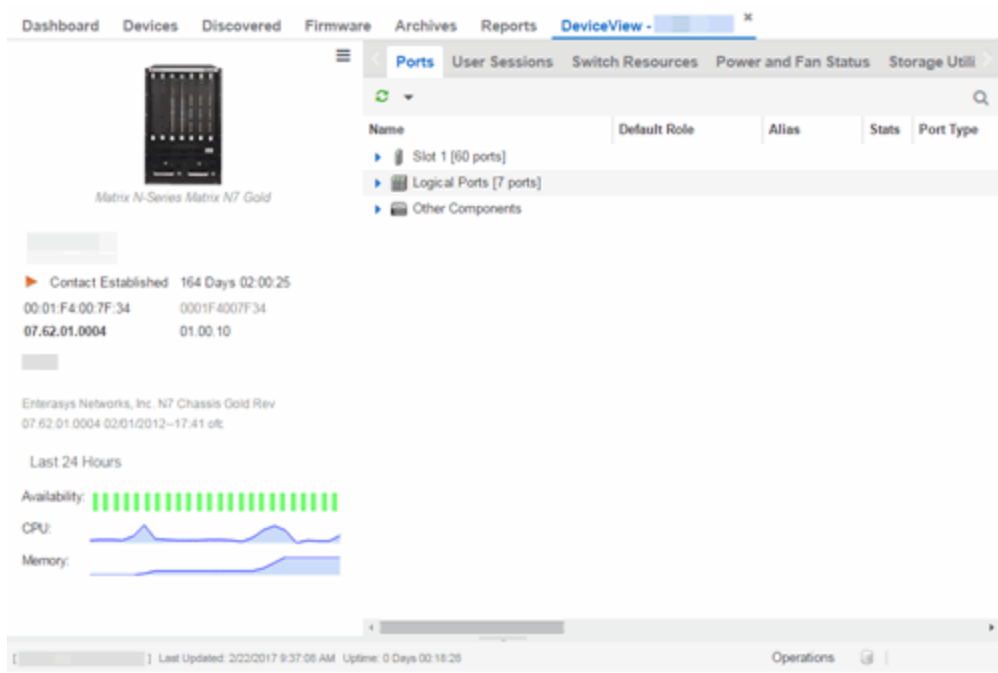 Dashboard Devices Discovered Firmware Archives Reports DeviceView -
Ports User Sessions Switch Resources Power and Fan Status Storage Utili
Name Default Role Alias Stats Port Type
Slot 1 [60 ports]
Logical Ports [7 ports]
Other Components
Matrix N-Series Matrix N7 Gold
Contact Established 164 Days 02:00:25
00:01:F4:00:7F:34 0001F4007F34
07.62.01.0004 01.00.10
Enterasys Networks, Inc. N7 Chassis Gold Rev
07.62.01.0004 02/01/2012--17:41 ofc
Last 24 Hours
Availability:
CPU:
Memory:
[ ] Last Updated: 2/22/2017 9:37:08 AM Uptime: 0 Days 00:18:28 Operations